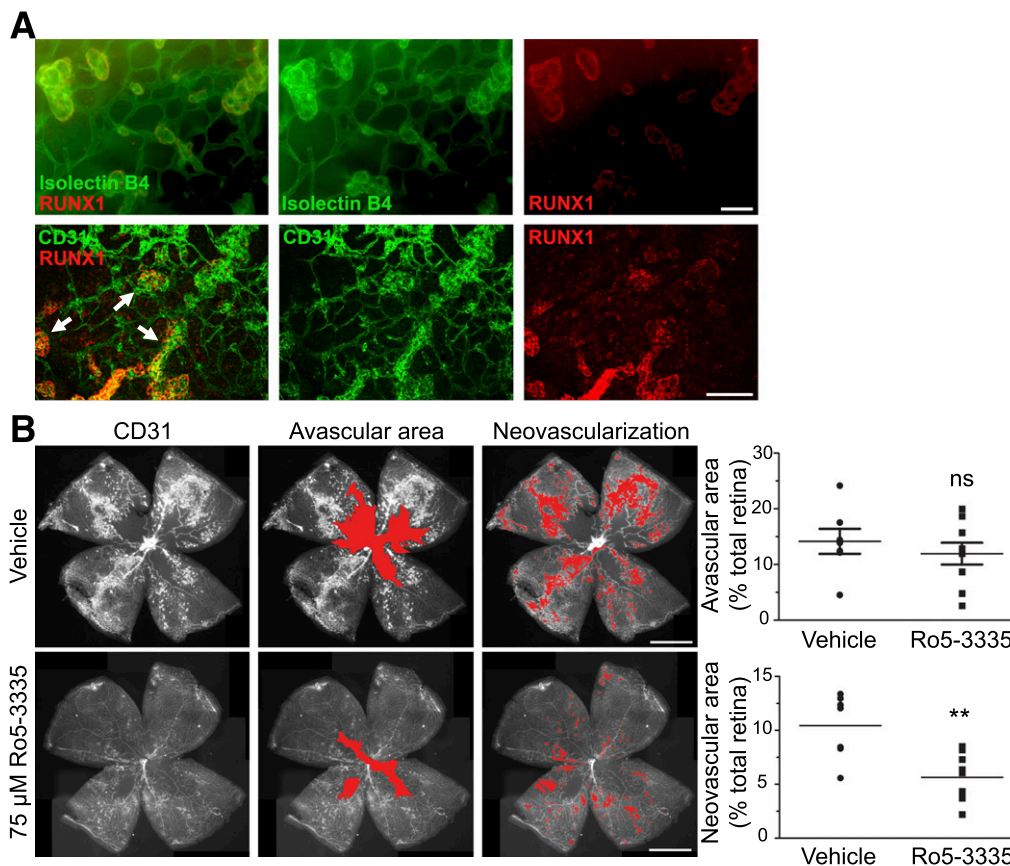 A
Isolectin B4
RUNX1
Isolectin B4
RUNX1
CD31
RUNX1
CD31
RUNX1
B
CD31
Avascular area
Neovascularization
Vehicle
75 µM Ro5-3335
Avascular area
(% total retina)
30
20
10
0
ns
Vehicle
Ro5-3335
Neovascular area
(% total retina)
15
10
5
0
**
Vehicle
Ro5-3335